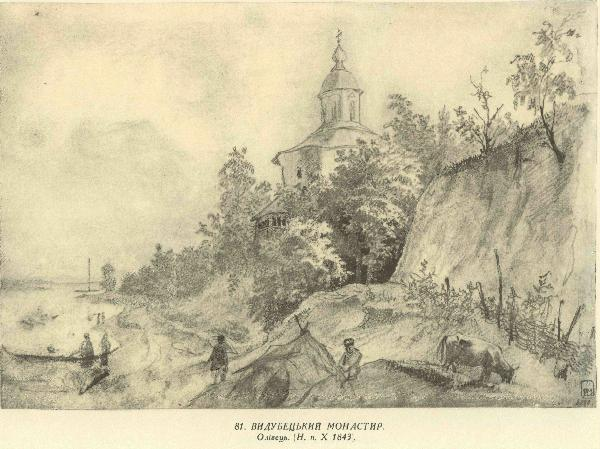 81. ВИДУБЕЦЬКИЙ МОНАСТИР.
Олівець. (Н. п. X 1843).